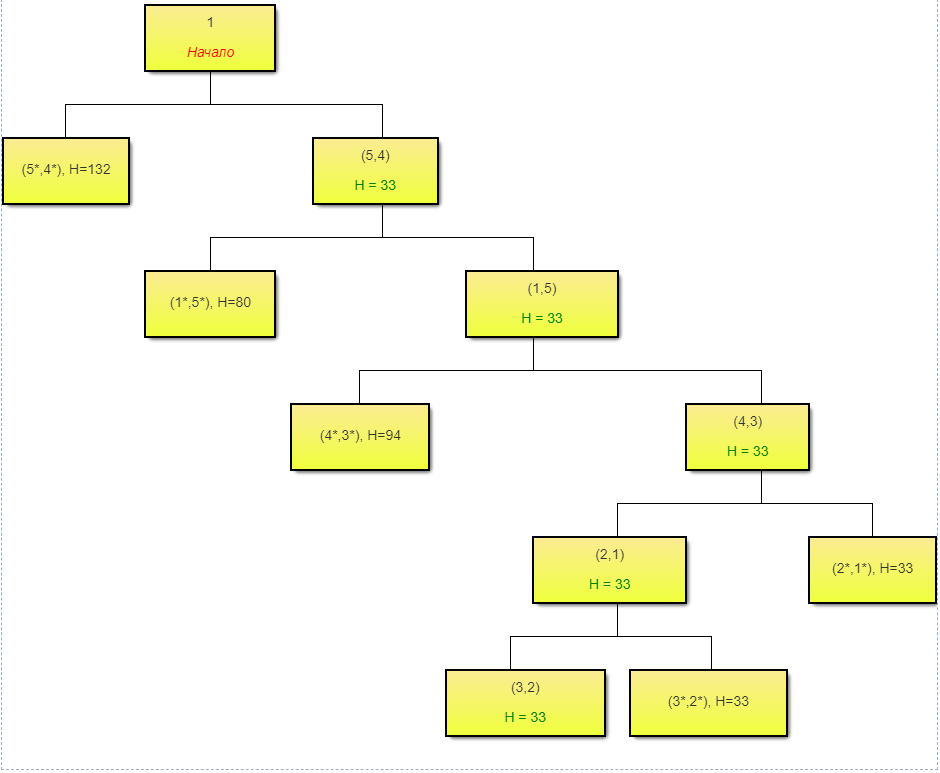 1
Начало
(5*,4*), H=132
(5,4)
H = 33
(1*,5*), H=80
(1,5)
H = 33
(4*,3*), H=94
(4,3)
H = 33
(2,1)
H = 33
(2*,1*), H=33
(3,2)
H = 33
(3*,2*), H=33